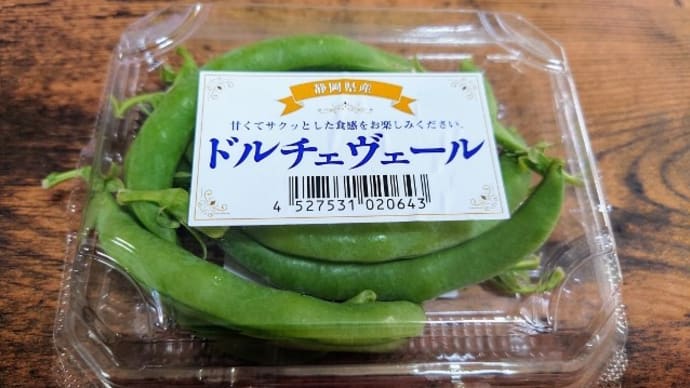 静岡県産
甘くてサクッとした食感をお楽しみください。
ドルチェヴェール
4 527531 020643